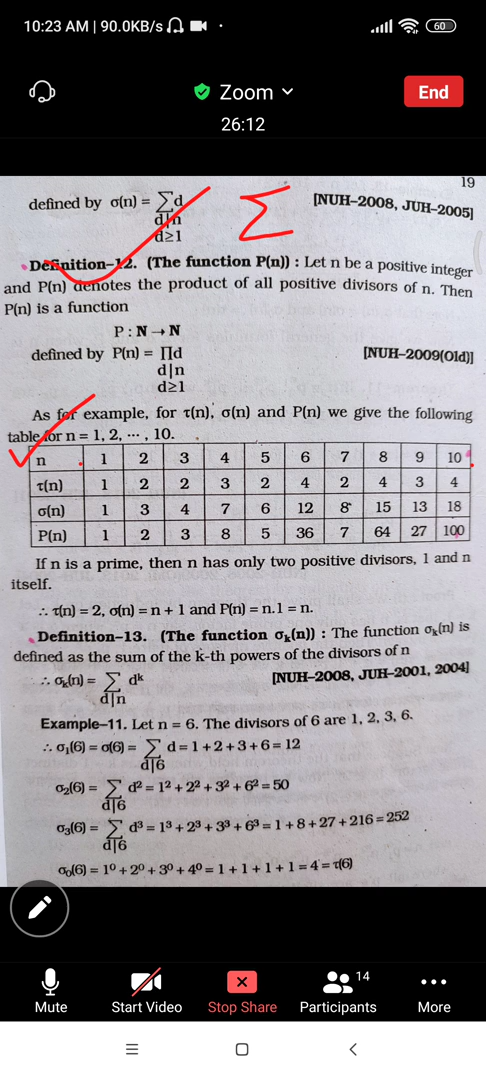 10:23 AM | 90.0KB/s
60
Zoom
End
26:12
19
defined by σ(n) = ∑d
d|n
d≥1
[NUH–2008, JUH–2005]
∑
Definition–12. (The function P(n)) : Let n be a positive integer
and P(n) denotes the product of all positive divisors of n. Then
P(n) is a function
P : N → N
defined by P(n) = ∏d
d|n
d≥1
[NUH–2009(Old)]
As for example, for τ(n), σ(n) and P(n) we give the following
table for n = 1, 2, ··· , 10.
n 1 2 3 4 5 6 7 8 9 10
τ(n) 1 2 2 3 2 4 2 4 3 4
σ(n) 1 3 4 7 6 12 8 15 13 18
P(n) 1 2 3 8 5 36 7 64 27 100
If n is a prime, then n has only two positive divisors, 1 and n
itself.
∴ τ(n) = 2, σ(n) = n + 1 and P(n) = n.1 = n.
Definition–13. (The function σk(n)) : The function σk(n) is
defined as the sum of the k-th powers of the divisors of n
∴ σk(n) = ∑ dᵏ
d|n
[NUH–2008, JUH–2001, 2004]
Example–11. Let n = 6. The divisors of 6 are 1, 2, 3, 6.
∴ σ₁(6) = σ(6) = ∑ d = 1 + 2 + 3 + 6 = 12
d|6
σ₂(6) = ∑ d² = 1² + 2² + 3² + 6² = 50
d|6
σ₃(6) = ∑ d³ = 1³ + 2³ + 3³ + 6³ = 1 + 8 + 27 + 216 = 252
d|6
σ₀(6) = 1⁰ + 2⁰ + 3⁰ + 4⁰ = 1 + 1 + 1 + 1 = 4 = τ(6)
14
Mute
Start Video
Stop Share
Participants
More